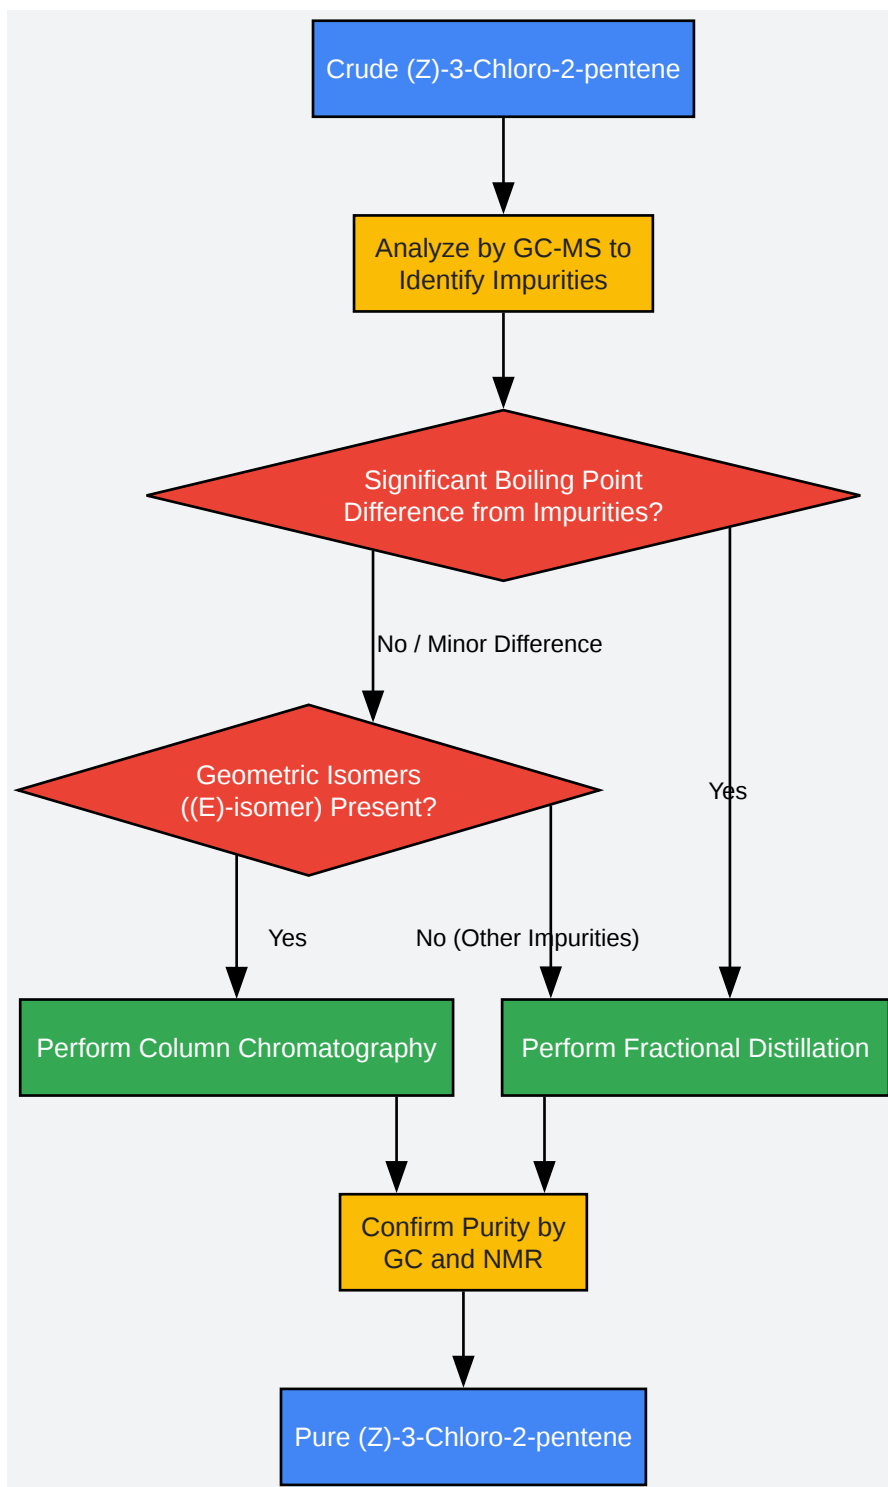 Crude (Z)-3-Chloro-2-pentene
Analyze by GC-MS to
Identify Impurities
Significant Boiling Point
Difference from Impurities?
No / Minor Difference
Geometric Isomers
((E)-isomer) Present?
Yes
Yes
No (Other Impurities)
Perform Column Chromatography
Perform Fractional Distillation
Confirm Purity by
GC and NMR
Pure (Z)-3-Chloro-2-pentene